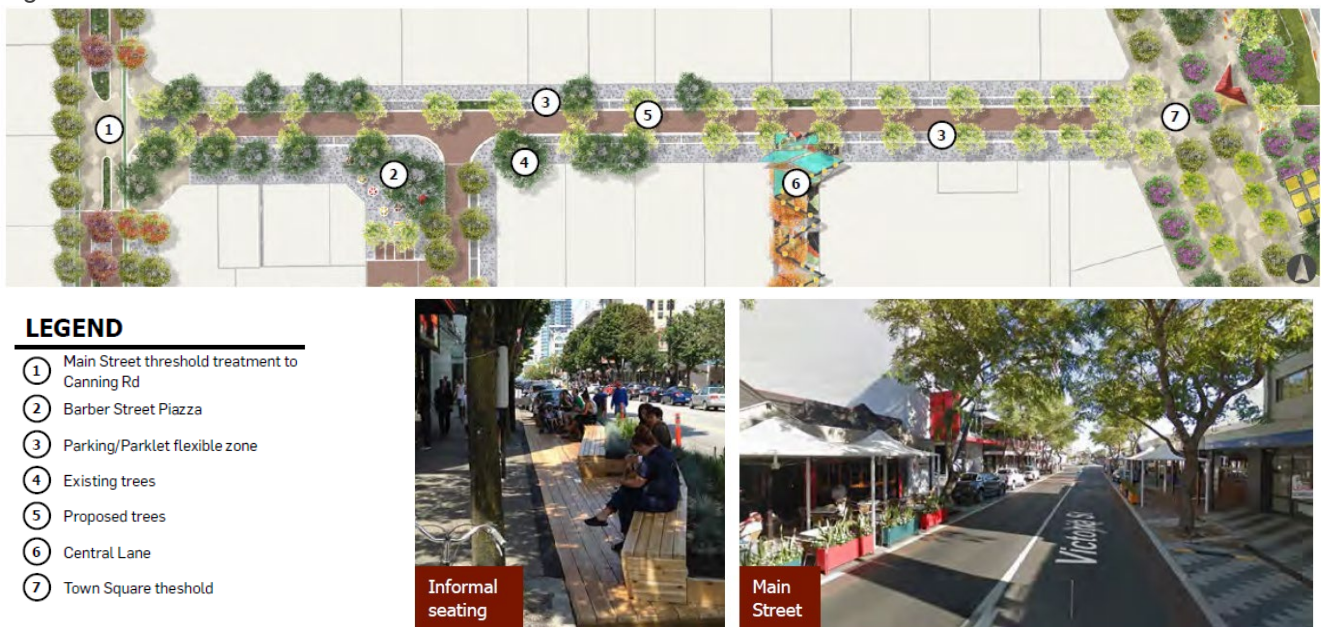 1
2
3
4
5
6
7
3
LEGEND
1 Main Street threshold treatment to
Canning Rd
2 Barber Street Piazza
3 Parking/Parklet flexible zone
4 Existing trees
5 Proposed trees
6 Central Lane
7 Town Square theshold
Informal
seating
Main
Street
Victoria St